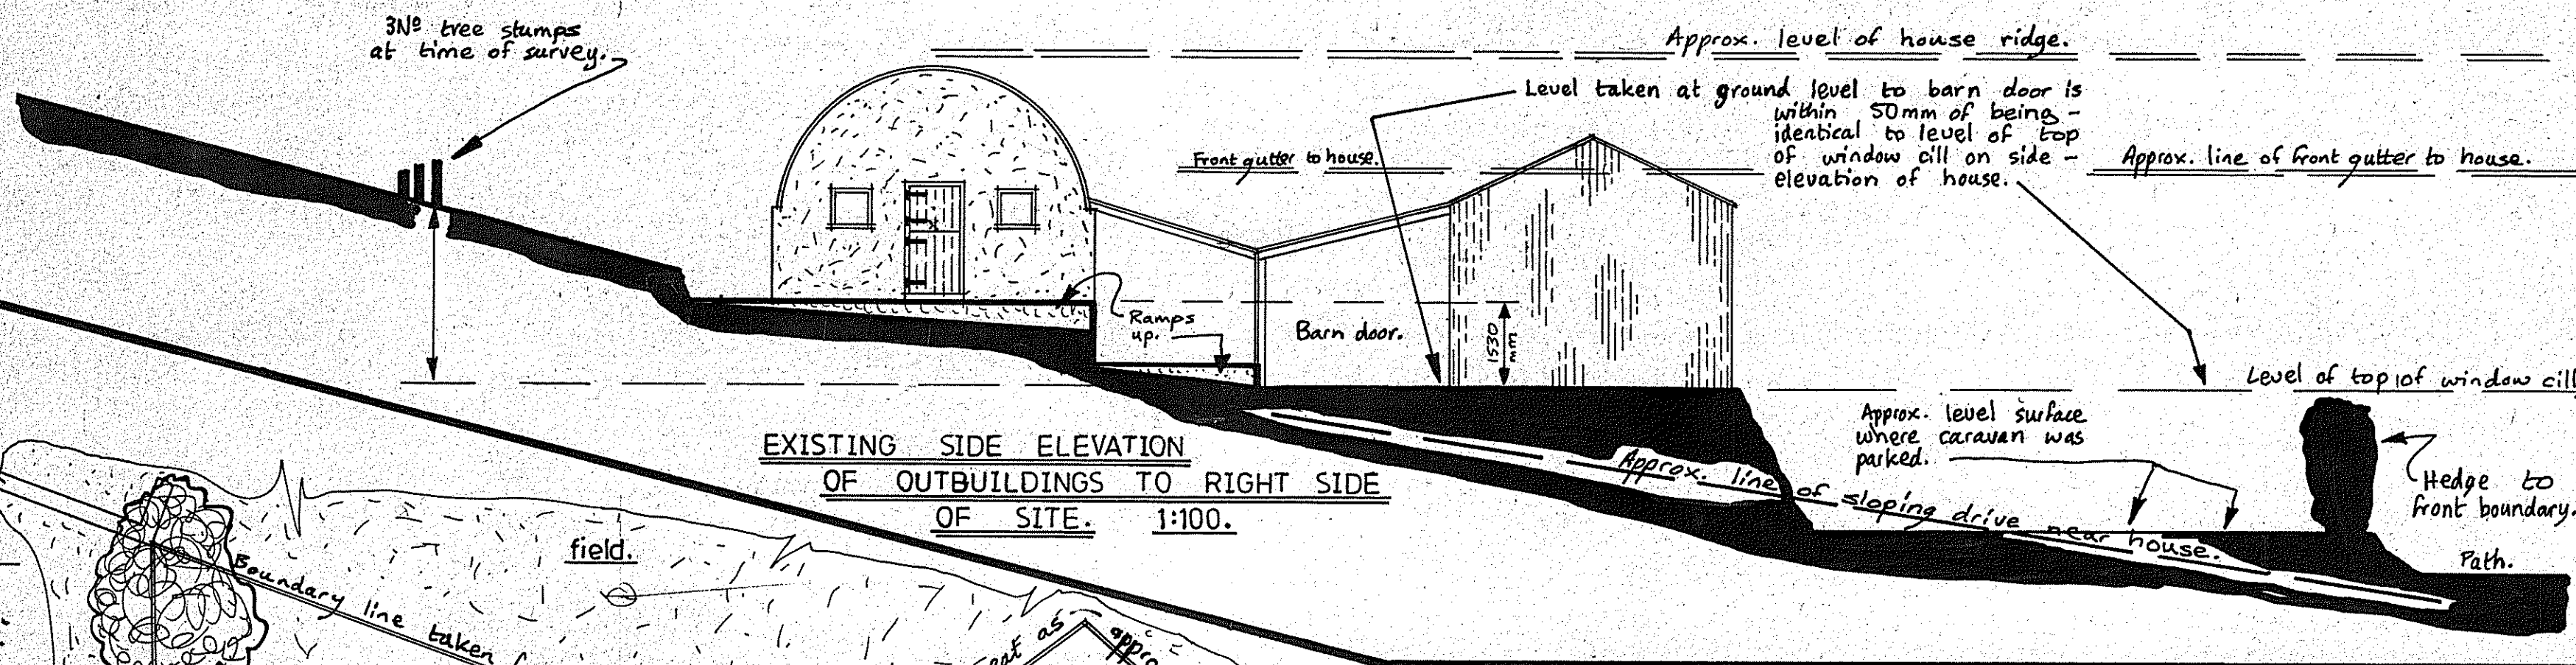 3Nº tree stumps
at time of survey.
Approx. level of house ridge.
Level taken at ground level to barn door is
within 50mm of being -
identical to level of top
of window cill on side -
elevation of house.
Front gutter to house.
Approx. line of front gutter to house.
Ramps
up.
Barn door.
1530
mm
Level of top of window cill
Approx. level surface
where caravan was
parked.
Hedge to
front boundary.
Path.
EXISTING SIDE ELEVATION
OF OUTBUILDINGS TO RIGHT SIDE
OF SITE. 1:100.
Approx. line of sloping drive near house.
field.
Boundary line taken
as appro